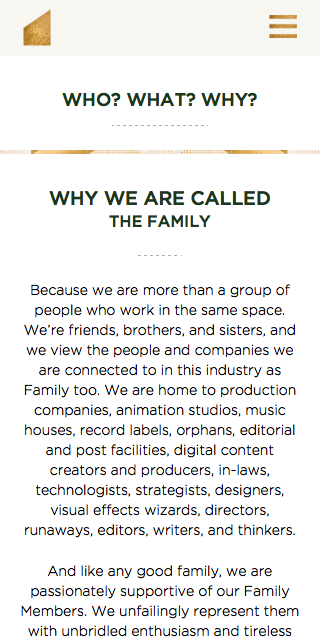 WHO? WHAT? WHY?
WHY WE ARE CALLED
THE FAMILY
Because we are more than a group of
people who work in the same space.
We're friends, brothers, and sisters, and
we view the people and companies we
are connected to in this industry as
Family too. We are home to production
companies, animation studios, music
houses, record labels, orphans, editorial
and post facilities, digital content
creators and producers, in-laws,
technologists, strategists, designers,
visual effects wizards, directors,
runaways, editors, writers, and thinkers.
And like any good family, we are
passionately supportive of our Family
Members. We unfailingly represent them
with unbridled enthusiasm and tireless